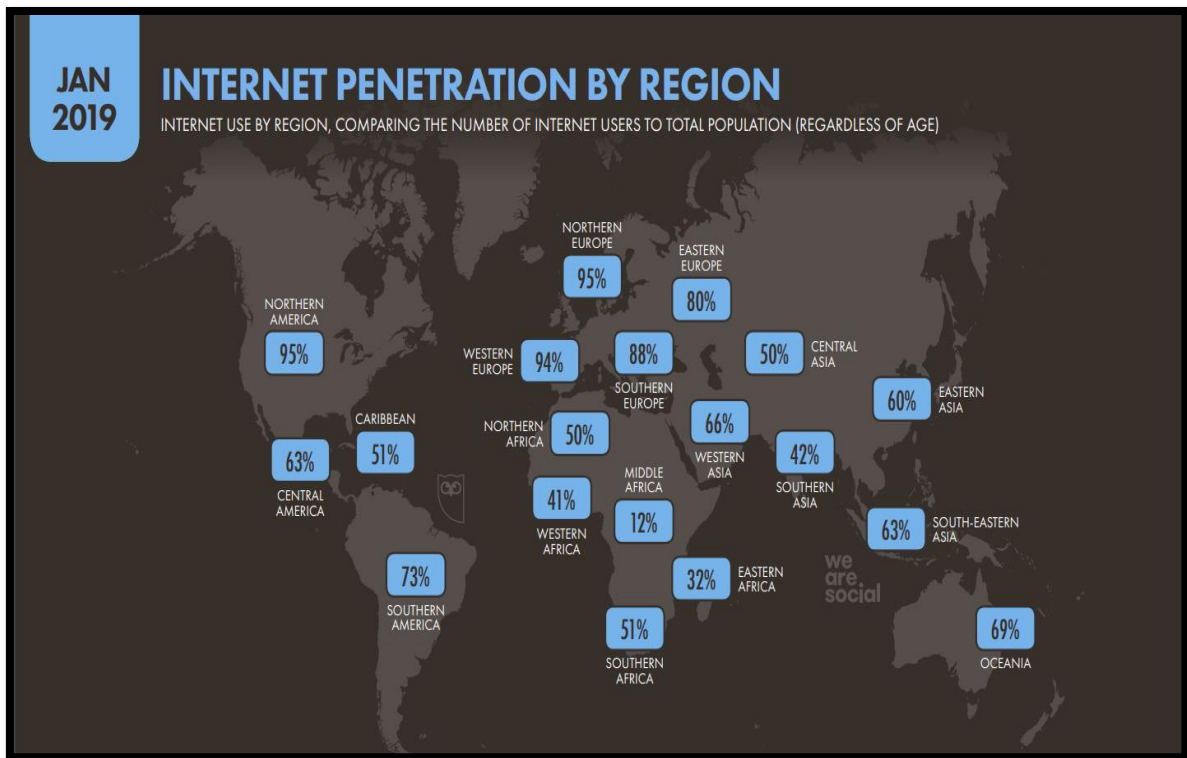 JAN
2019
INTERNET PENETRATION BY REGION
INTERNET USE BY REGION, COMPARING THE NUMBER OF INTERNET USERS TO TOTAL POPULATION (REGARDLESS OF AGE)
NORTHERN
EUROPE
95%
EASTERN
EUROPE
80%
NORTHERN
AMERICA
95%
WESTERN
EUROPE
94%
88%
SOUTHERN
EUROPE
50%
CENTRAL
ASIA
60%
EASTERN
ASIA
CARIBBEAN
51%
63%
CENTRAL
AMERICA
NORTHERN
AFRICA
50%
66%
WESTERN
ASIA
42%
SOUTHERN
ASIA
41%
WESTERN
AFRICA
MIDDLE
AFRICA
12%
63%
SOUTH-EASTERN
ASIA
73%
SOUTHERN
AMERICA
32%
EASTERN
AFRICA
we
are
social
51%
SOUTHERN
AFRICA
69%
OCEANIA